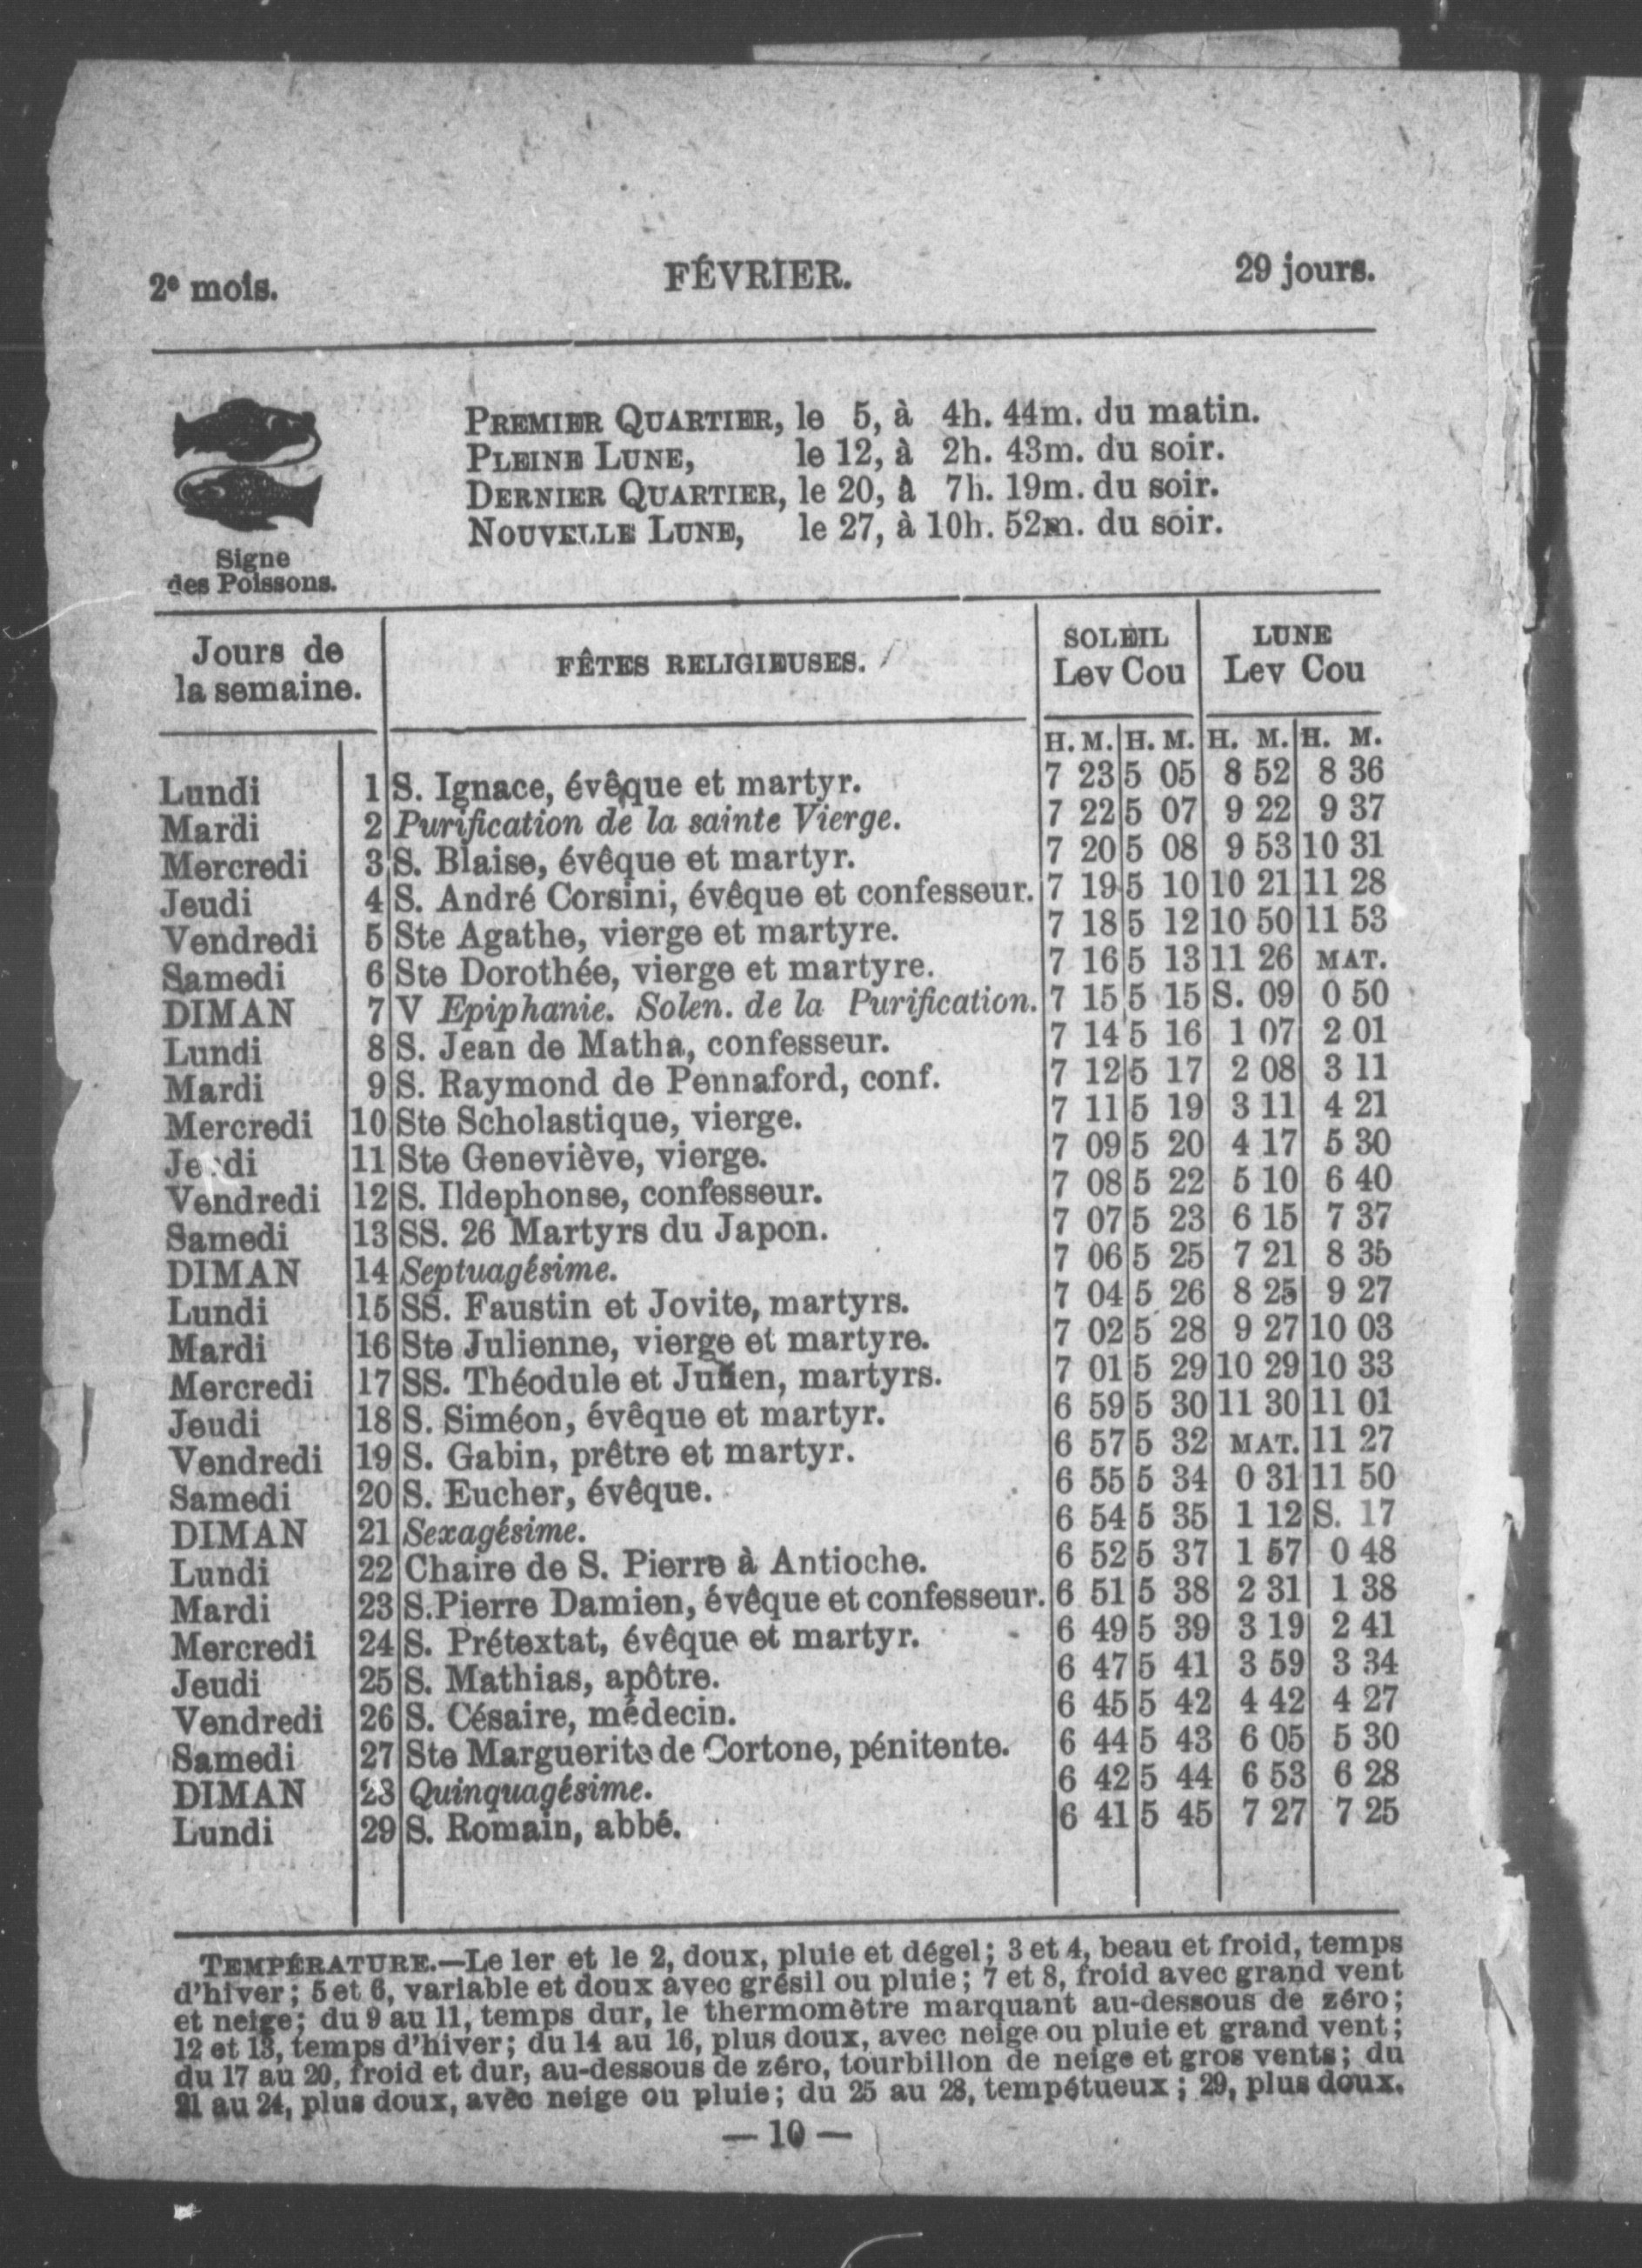 2e mois. FÉVRIER. 29 jours.
PREMIER QUARTIER, le 5, à 4h. 44m. du matin.
PLEINE LUNE, le 12, à 2h. 43m. du soir.
DERNIER QUARTIER, le 20, à 7h. 19m. du soir.
NOUVELLE LUNE, le 27, à 10h. 52m. du soir.
Signe
des Poissons.
Jours de la semaine. FÊTES RELIGIEUSES. SOLEIL LUNE
Lev Cou Lev Cou
H. M. H. M. H. M. H. M.
Lundi 1 S. Ignace, évêque et martyr. 7 23 5 05 8 52 8 36
Mardi 2 Purification de la sainte Vierge. 7 22 5 07 9 22 9 37
Mercredi 3 S. Blaise, évêque et martyr. 7 20 5 08 9 53 10 31
Jeudi 4 S. André Corsini, évêque et confesseur. 7 19 5 10 10 21 11 28
Vendredi 5 Ste Agathe, vierge et martyre. 7 18 5 12 10 50 11 53
Samedi 6 Ste Dorothée, vierge et martyre. 7 16 5 13 11 26 MAT.
DIMAN 7 V Epiphanie. Solen. de la Purification. 7 15 5 15 S. 09 0 50
Lundi 8 S. Jean de Matha, confesseur. 7 14 5 16 1 07 2 01
Mardi 9 S. Raymond de Pennaford, conf. 7 12 5 17 2 08 3 11
Mercredi 10 Ste Scholastique, vierge. 7 11 5 19 3 11 4 21
Jeudi 11 Ste Geneviève, vierge. 7 09 5 20 4 17 5 30
Vendredi 12 S. Ildephonse, confesseur. 7 08 5 22 5 10 6 40
Samedi 13 SS. 26 Martyrs du Japon. 7 07 5 23 6 15 7 37
DIMAN 14 Septuagésime. 7 06 5 25 7 21 8 35
Lundi 15 SS. Faustin et Jovite, martyrs. 7 04 5 26 8 25 9 27
Mardi 16 Ste Julienne, vierge et martyre. 7 02 5 28 9 27 10 03
Mercredi 17 SS. Théodule et Julien, martyrs. 7 01 5 29 10 29 10 33
Jeudi 18 S. Siméon, évêque et martyr. 6 59 5 30 11 30 11 01
Vendredi 19 S. Gabin, prêtre et martyr. 6 57 5 32 MAT. 11 27
Samedi 20 S. Eucher, évêque. 6 55 5 34 0 31 11 50
DIMAN 21 Sexagésime. 6 54 5 35 1 12 S. 17
Lundi 22 Chaire de S. Pierre à Antioche. 6 52 5 37 1 57 0 48
Mardi 23 S. Pierre Damien, évêque et confesseur. 6 51 5 38 2 31 1 38
Mercredi 24 S. Prétextat, évêque et martyr. 6 49 5 39 3 19 2 41
Jeudi 25 S. Mathias, apôtre. 6 47 5 41 3 59 3 34
Vendredi 26 S. Césaire, médecin. 6 45 5 42 4 42 4 27
Samedi 27 Ste Marguerite de Cortone, pénitente. 6 44 5 43 6 05 5 30
DIMAN 28 Quinquagésime. 6 42 5 44 6 53 6 28
Lundi 29 S. Romain, abbé. 6 41 5 45 7 27 7 25
TEMPÉRATURE.—Le 1er et le 2, doux, pluie et dégel; 3 et 4, beau et froid, temps
d'hiver; 5 et 6, variable et doux avec grésil ou pluie; 7 et 8, froid avec grand vent
et neige; du 9 au 11, temps dur, le thermomètre marquant au-dessous de zéro;
12 et 13, temps d'hiver; du 14 au 16, plus doux, avec neige ou pluie et grand vent;
du 17 au 20, froid et dur, au-dessous de zéro, tourbillon de neige et gros vents; du
21 au 24, plus doux, avec neige ou pluie; du 25 au 28, tempétueux; 29, plus doux.
— 10 —